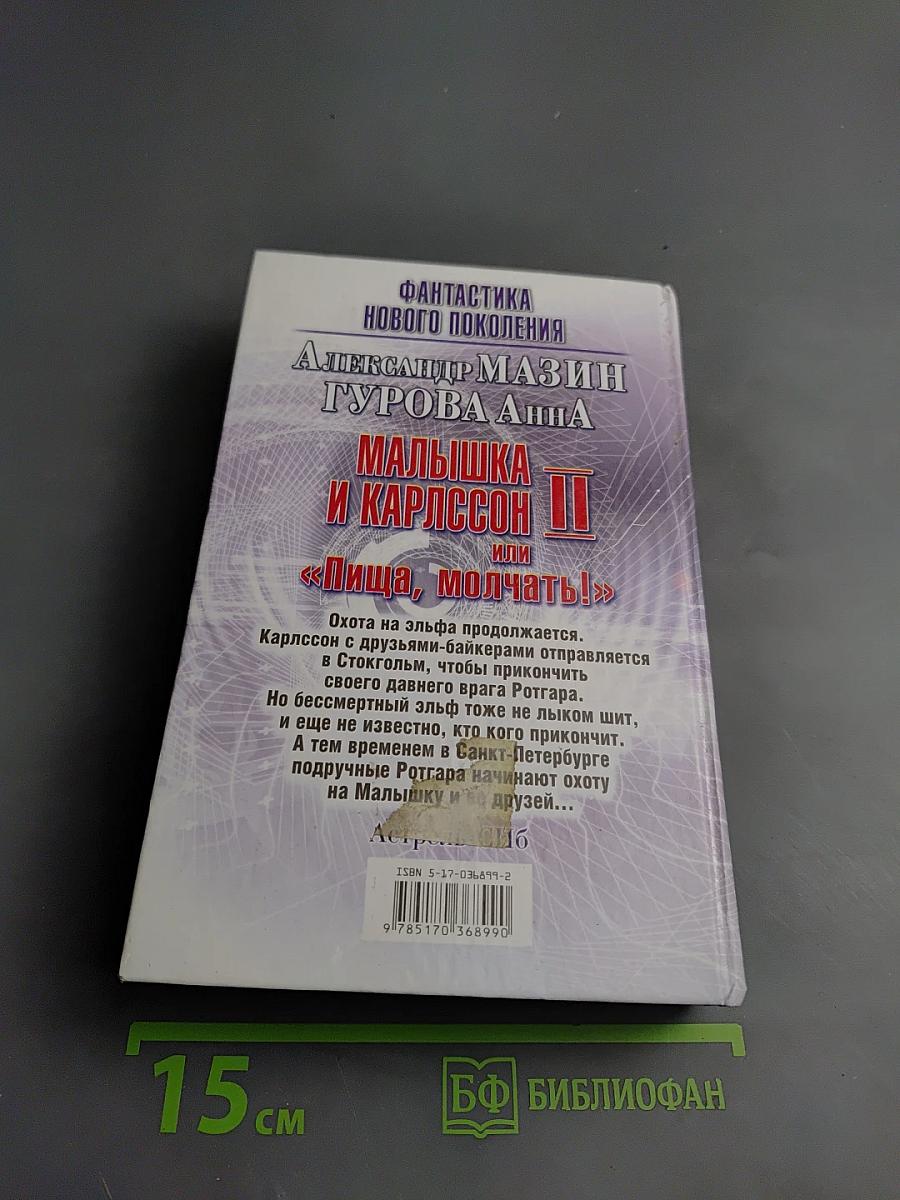 ФАНТАСТИКА
НОВОГО ПОКОЛЕНИЯ
АЛЕКСАНДР МАЗИН
ГУРОВА АННА
МАЛЫШКА
И КАРЛССОН II
или
«Пища, молчать!»
Охота на эльфа продолжается.
Карлссон с друзьями-байкерами отправляется
в Стокгольм, чтобы прикончить
своего давнего врага Ротгара.
Но бессмертный эльф тоже не лыком шит,
и еще не известно, кто кого прикончит.
А тем временем в Санкт-Петербурге
подручные Ротгара начинают охоту
на Малышку и друзей...
ISBN 5-17-036899-2
9 785170 368990
15 см
БФ БИБЛИОФАН